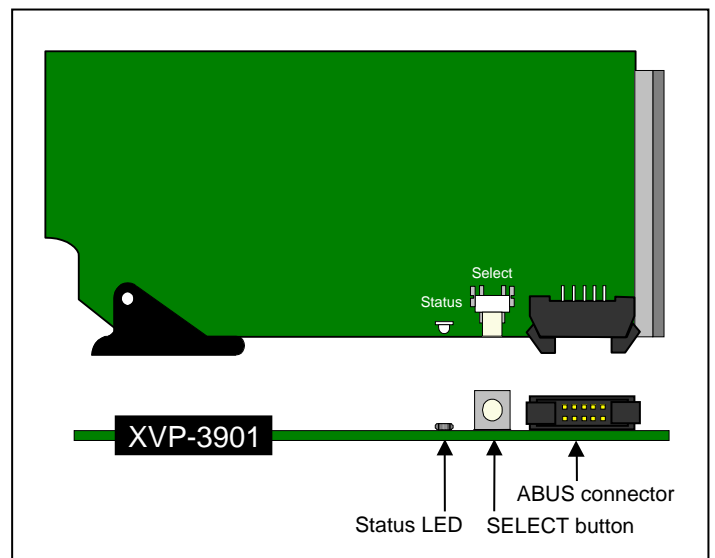 Select
Status
XVP-3901
ABUS connector
Status LED SELECT button